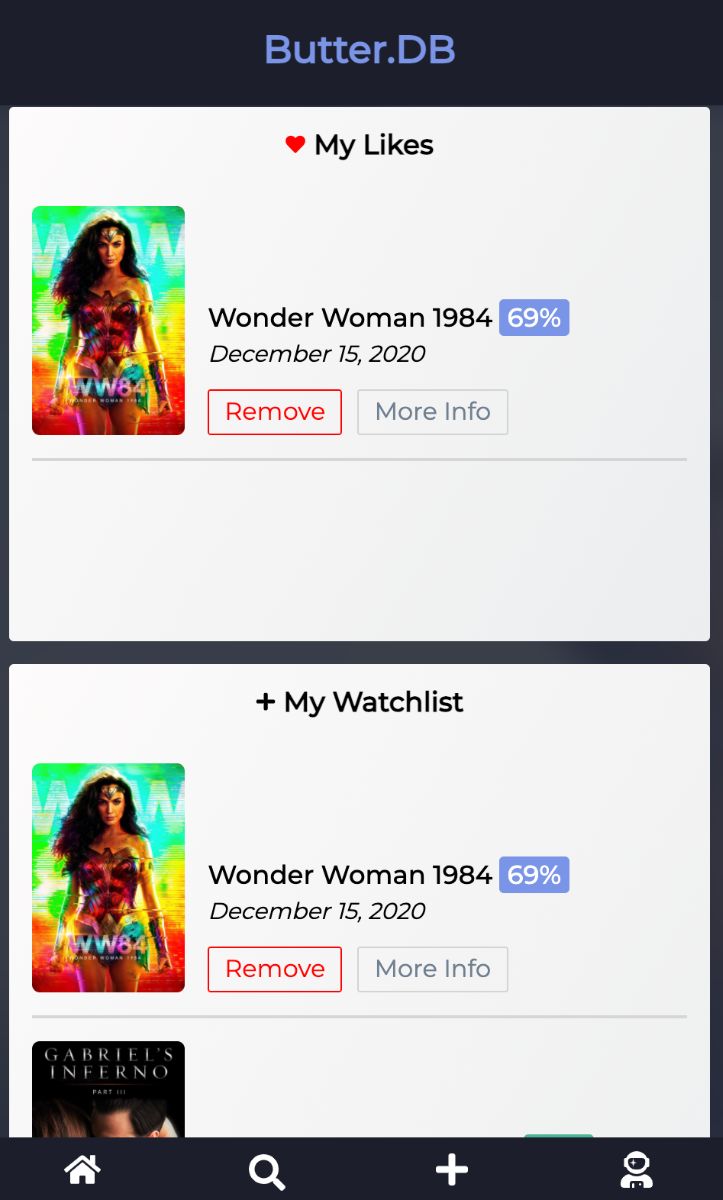 Butter.DB
My Likes
WW84
WONDER WOMAN 1984
Wonder Woman 1984 69%
December 15, 2020
Remove More Info
My Watchlist
WW84
WONDER WOMAN 1984
Wonder Woman 1984 69%
December 15, 2020
Remove More Info
GABRIEL'S
INFERNO
PART III